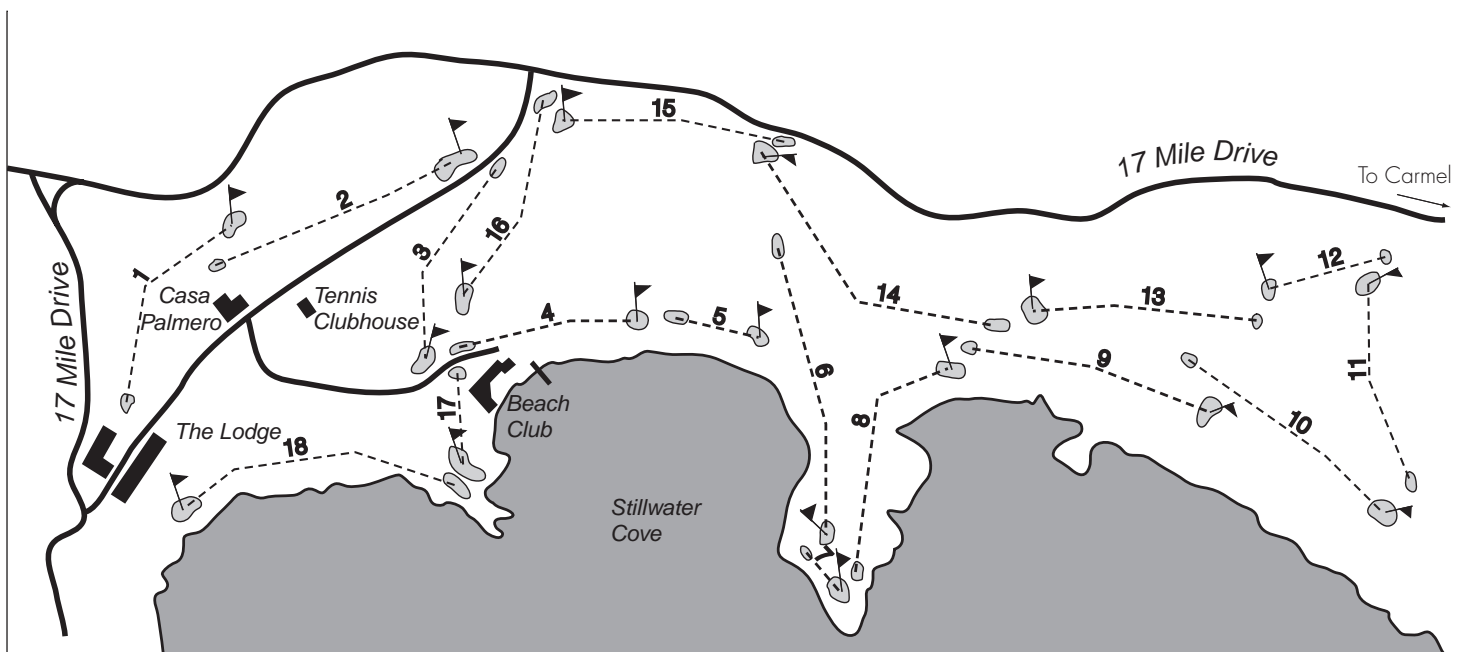 15
17 Mile Drive
To Carmel
2
1
3
16
12
17 Mile Drive
Casa
Palmero
Tennis
Clubhouse
4
5
14
13
6
9
11
8
10
17
Beach
Club
The Lodge
18
Stillwater
Cove
7